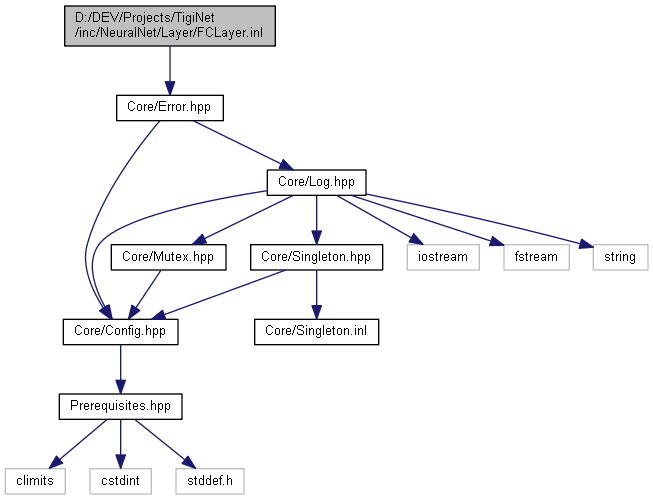 D:/DEV/Projects/TigiNet
/inc/NeuralNet/Layer/FCLayer.inl
Core/Error.hpp
Core/Log.hpp
Core/Mutex.hpp
Core/Singleton.hpp
iostream
fstream
string
Core/Config.hpp
Core/Singleton.inl
Prerequisites.hpp
climits
cstdint
stddef.h